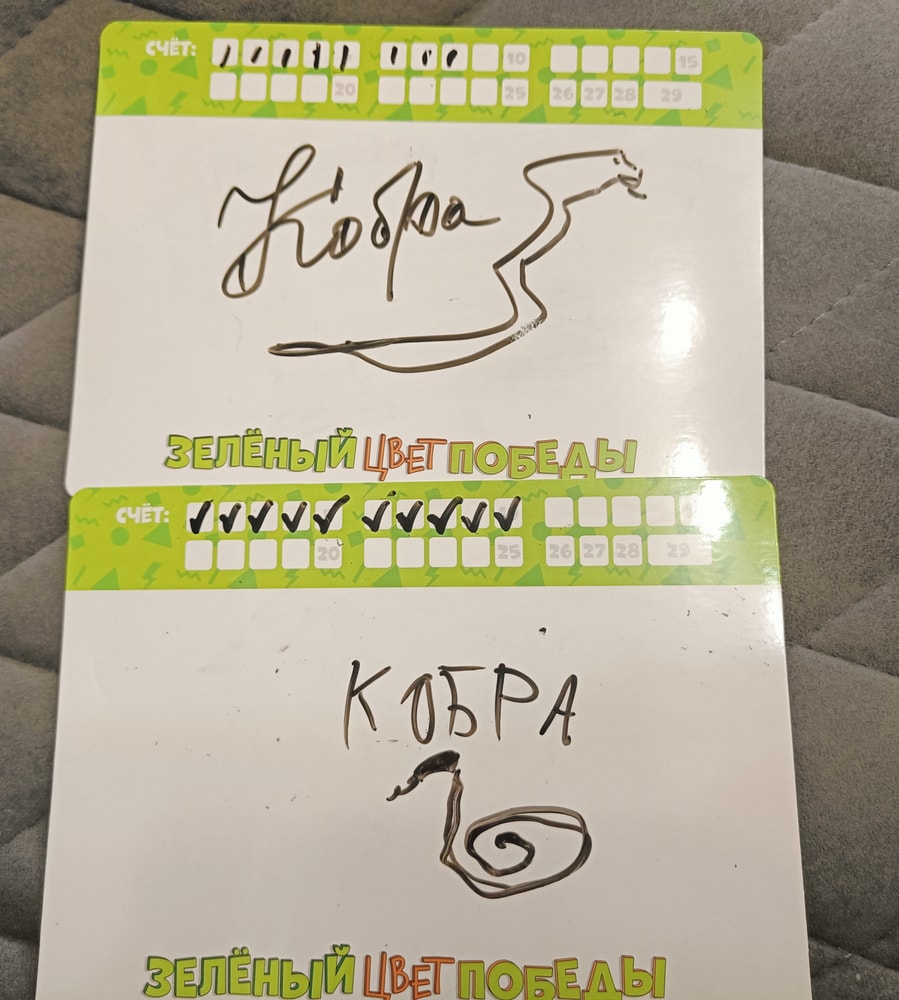 СЧЁТ: 10 15
20 25 26 27 28 29
Кобра
ЗЕЛЁНЫЙ ЦВЕТ ПОБЕДЫ
СЧЁТ:
20 25 26 27 28 29
КОБРА
ЗЕЛЁНЫЙ ЦВЕТ ПОБЕДЫ